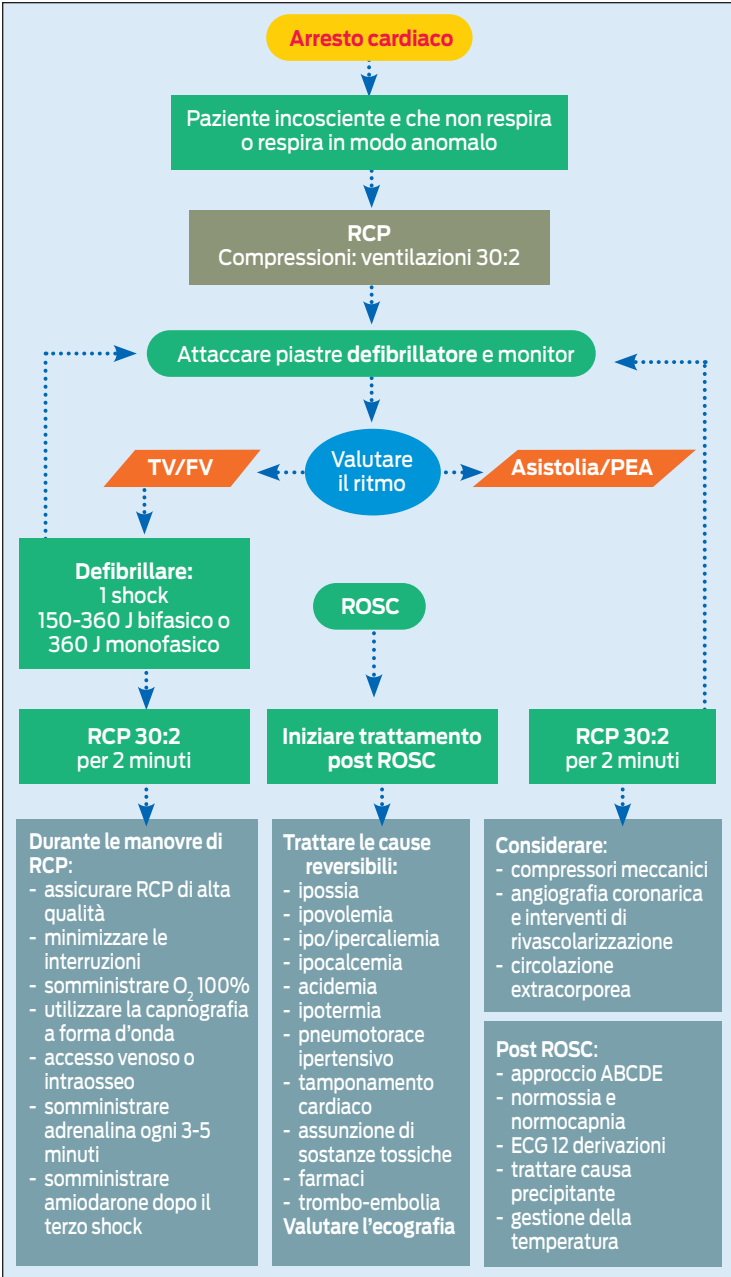 Arresto cardiaco
Paziente incosciente e che non respira
o respira in modo anomalo
RCP
Compressioni: ventilazioni 30:2
Attaccare piastre defibrillatore e monitor
Valutare
il ritmo
TV/FV
Asistolia/PEA
Defibrillare:
1 shock
150-360 J bifasico o
360 J monofasico
ROSC
RCP 30:2
per 2 minuti
Iniziare trattamento
post ROSC
RCP 30:2
per 2 minuti
Durante le manovre di
RCP:
- assicurare RCP di alta
qualità
- minimizzare le
interruzioni
- somministrare O₂ 100%
- utilizzare la capnografia
a forma d'onda
- accesso venoso o
intraosseo
- somministrare
adrenalina ogni 3-5
minuti
- somministrare
amiodarone dopo il
terzo shock
Trattare le cause
reversibili:
- ipossia
- ipovolemia
- ipo/ipercaliemia
- ipocalcemia
- acidemia
- ipotermia
- pneumotorace
ipertensivo
- tamponamento
cardiaco
- assunzione di
sostanze tossiche
- farmaci
- trombo-embolia
Valutare l'ecografia
Considerare:
- compressori meccanici
- angiografia coronarica
e interventi di
rivascolarizzazione
- circolazione
extracorporea
Post ROSC:
- approccio ABCDE
- normossia e
normocapnia
- ECG 12 derivazioni
- trattare causa
precipitante
- gestione della
temperatura